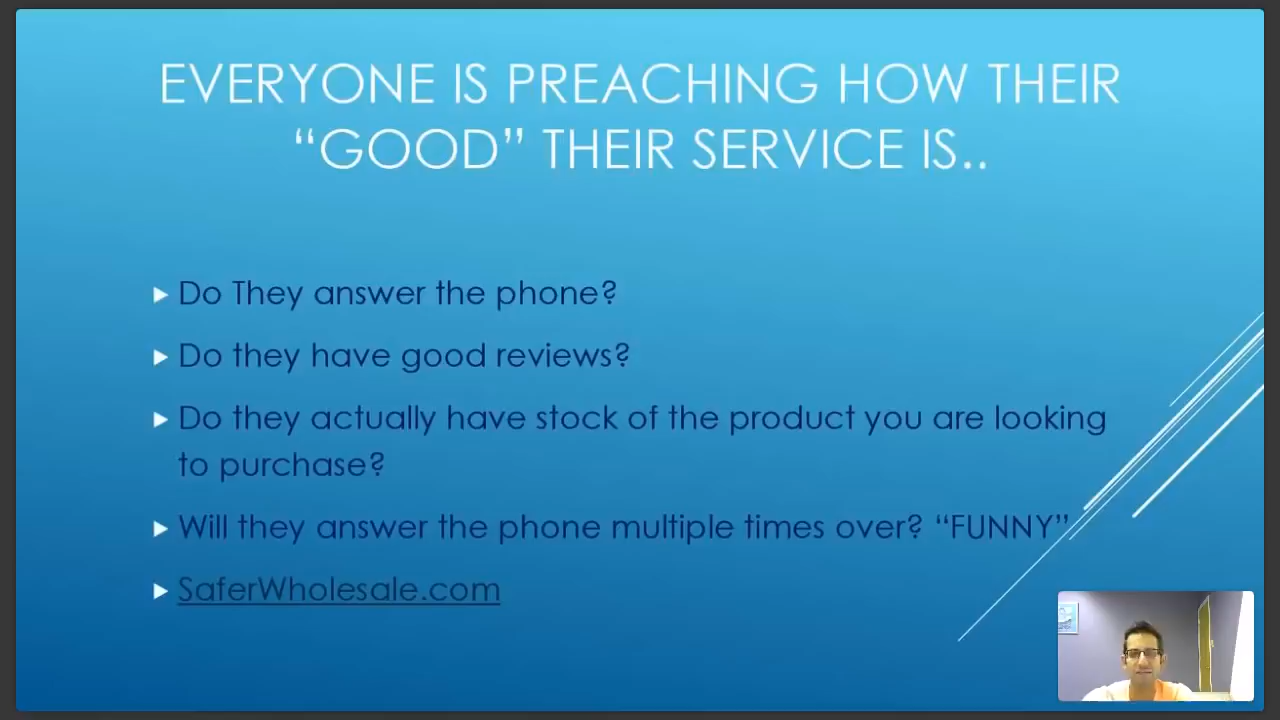 EVERYONE IS PREACHING HOW THEIR
“GOOD” THEIR SERVICE IS..
Do They answer the phone?
Do they have good reviews?
Do they actually have stock of the product you are looking
to purchase?
Will they answer the phone multiple times over? “FUNNY”
SaferWholesale.com